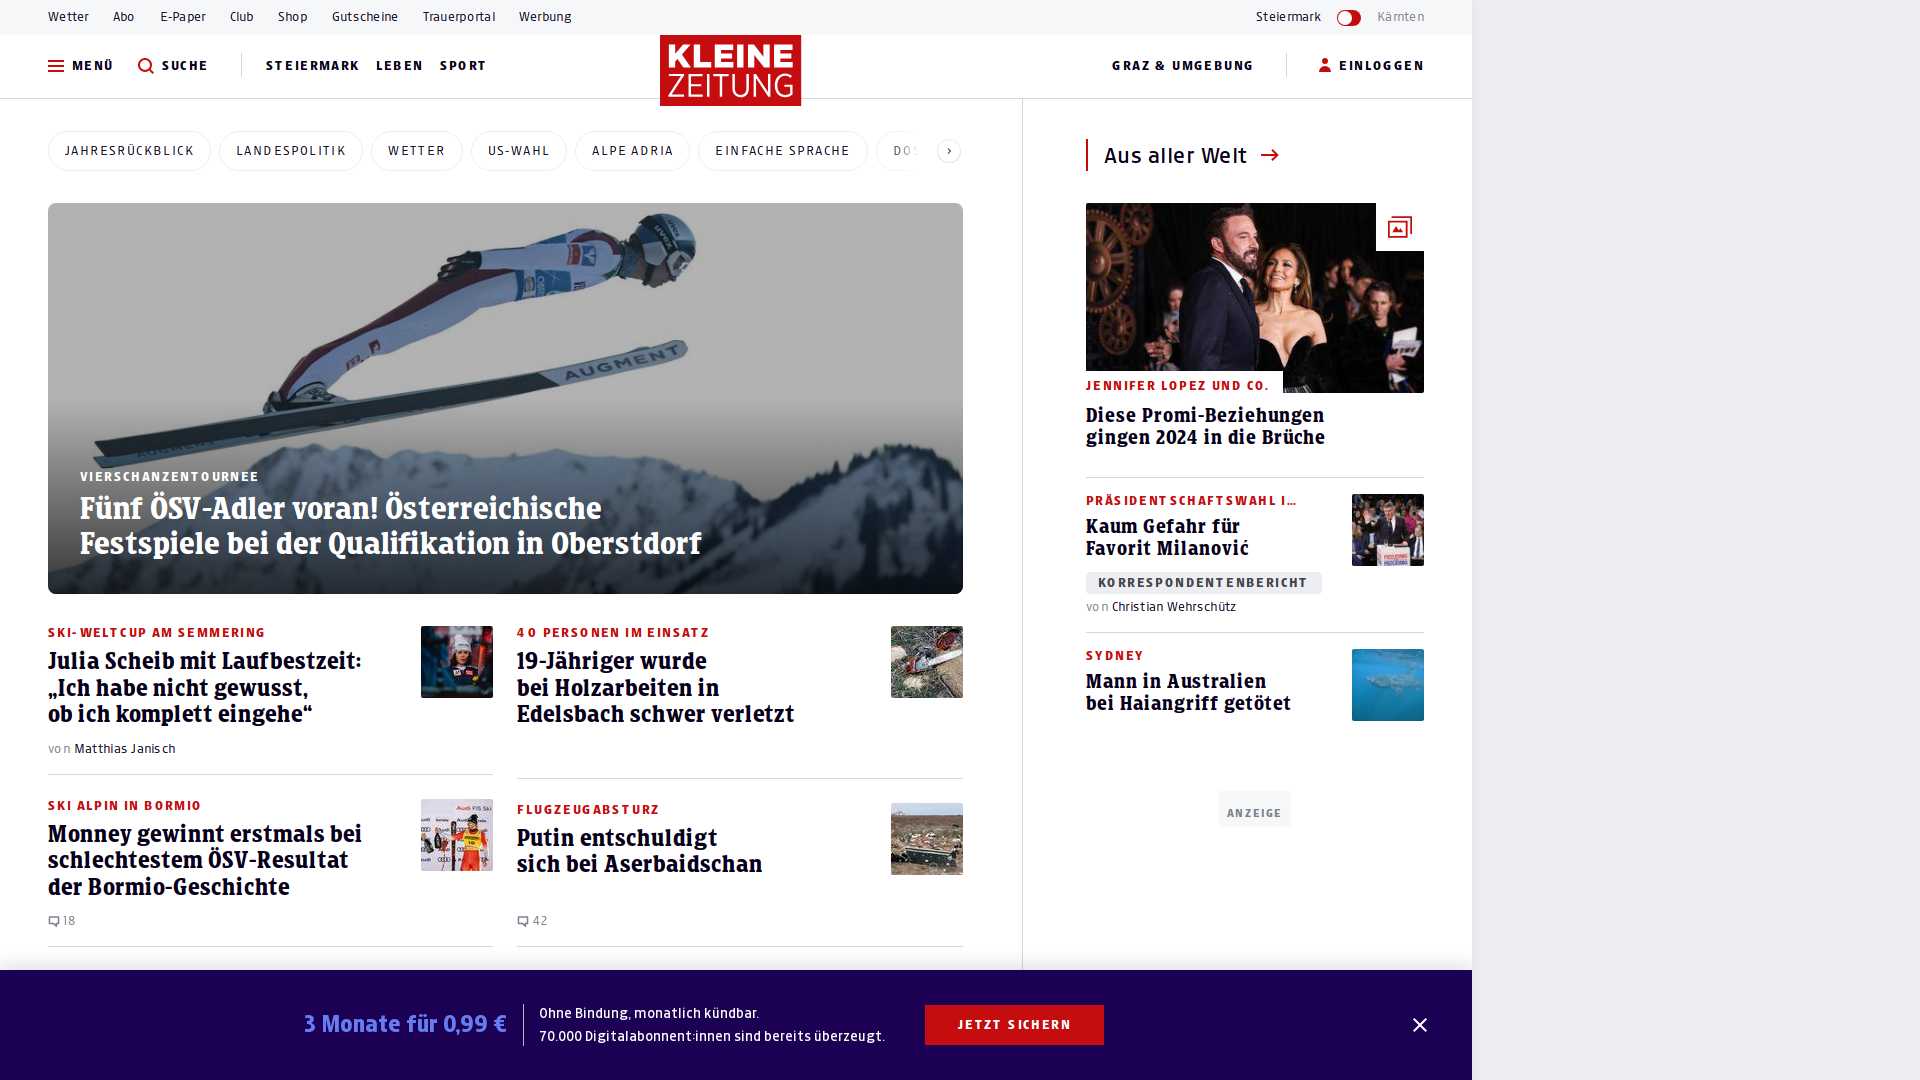 Wetter Abo E-Paper Club Shop Gutscheine Trauerportal Werbung Steiermark Kärnten
MENÜ SUCHE STEIERMARK LEBEN SPORT KLEINE ZEITUNG GRAZ & UMGEBUNG EINLOGGEN
JAHRESRÜCKBLICK LANDESPOLITIK WETTER US-WAHL ALPE ADRIA EINFACHE SPRACHE
AUGMENT
VIERSCHANZENTOURNEE
Fünf ÖSV-Adler voran! Österreichische
Festspiele bei der Qualifikation in Oberstdorf
SKI-WELTCUP AM SEMMERING
Julia Scheib mit Laufbestzeit:
„Ich habe nicht gewusst,
ob ich komplett eingehe“
von Matthias Janisch
40 PERSONEN IM EINSATZ
19-Jähriger wurde
bei Holzarbeiten in
Edelsbach schwer verletzt
SKI ALPIN IN BORMIO
Monney gewinnt erstmals bei
schlechtestem ÖSV-Resultat
der Bormio-Geschichte
18
FLUGZEUGABSTURZ
Putin entschuldigt
sich bei Aserbaidschan
42
Aus aller Welt
JENNIFER LOPEZ UND CO.
Diese Promi-Beziehungen
gingen 2024 in die Brüche
PRÄSIDENTSCHAFTSWAHL I...
Kaum Gefahr für
Favorit Milanović
KORRESPONDENTENBERICHT
von Christian Wehrschütz
SYDNEY
Mann in Australien
bei Haiangriff getötet
ANZEIGE
3 Monate für 0,99 €
Ohne Bindung, monatlich kündbar.
70.000 Digitalabonnent:innen sind bereits überzeugt.
JETZT SICHERN